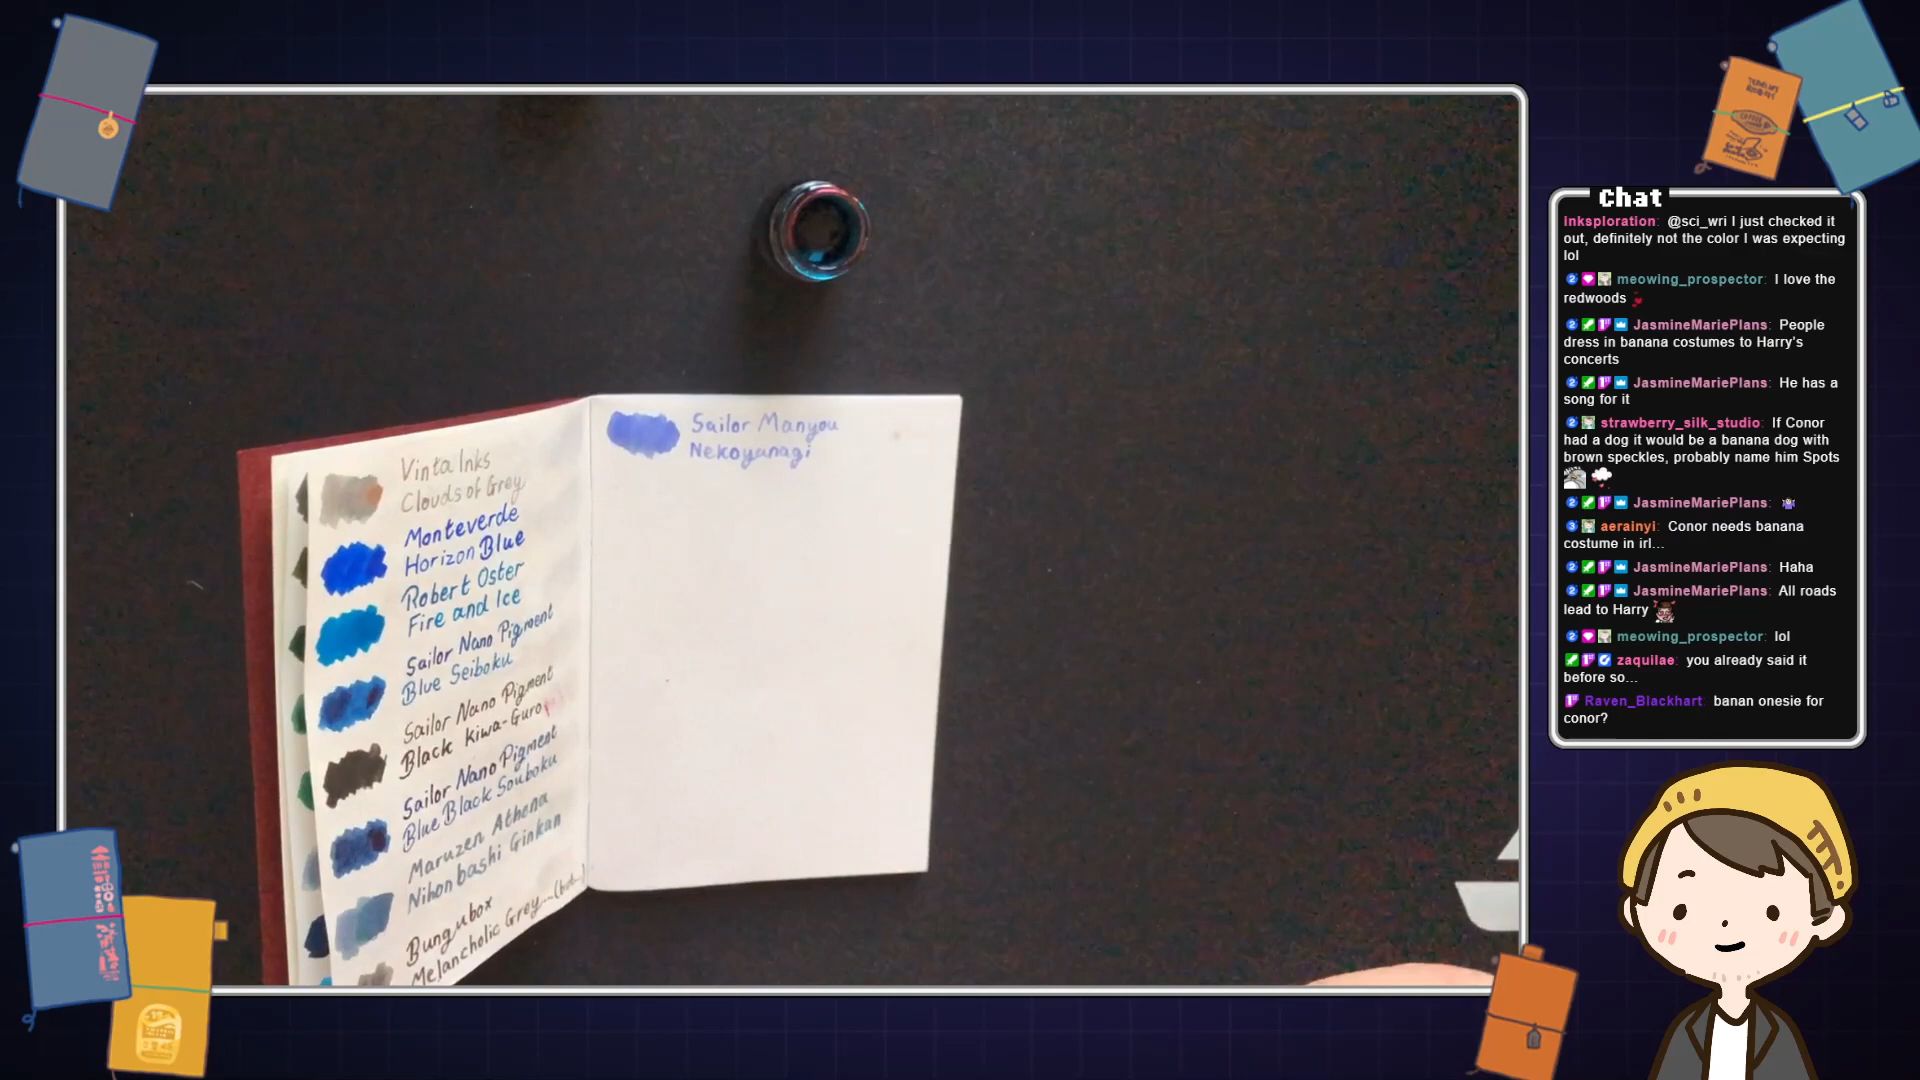 Vinta Inks
Clouds of Grey
Monteverde
Horizon Blue
Robert Oster
Fire and Ice
Sailor Nano Pigment
Blue Seiboku
Sailor Nano Pigment
Black Kiwa-Guro
Sailor Nano Pigment
Blue Black Souboku
Maruzen Athena
Nihonbashi Ginkan
Bungubox
Melancholic Grey...
Sailor Manyou
Nekoyanagi
chat
Inksploration: @sci_wri I just checked it
out, definitely not the color I was expecting
lol
meowing_prospector: I love the
redwoods
JasmineMariePlans: People
dress in banana costumes to Harry's
concerts
JasmineMariePlans: He has a
song for it
strawberry_silk_studio: If Conor
had a dog it would be a banana dog with
brown speckles, probably name him Spots
JasmineMariePlans:
aerainyi: Conor needs banana
costume in irl...
JasmineMariePlans: Haha
JasmineMariePlans: All roads
lead to Harry
meowing_prospector: lol
zaquilae: you already said it
before so...
Raven_Blackhart: banan onesie for
conor?